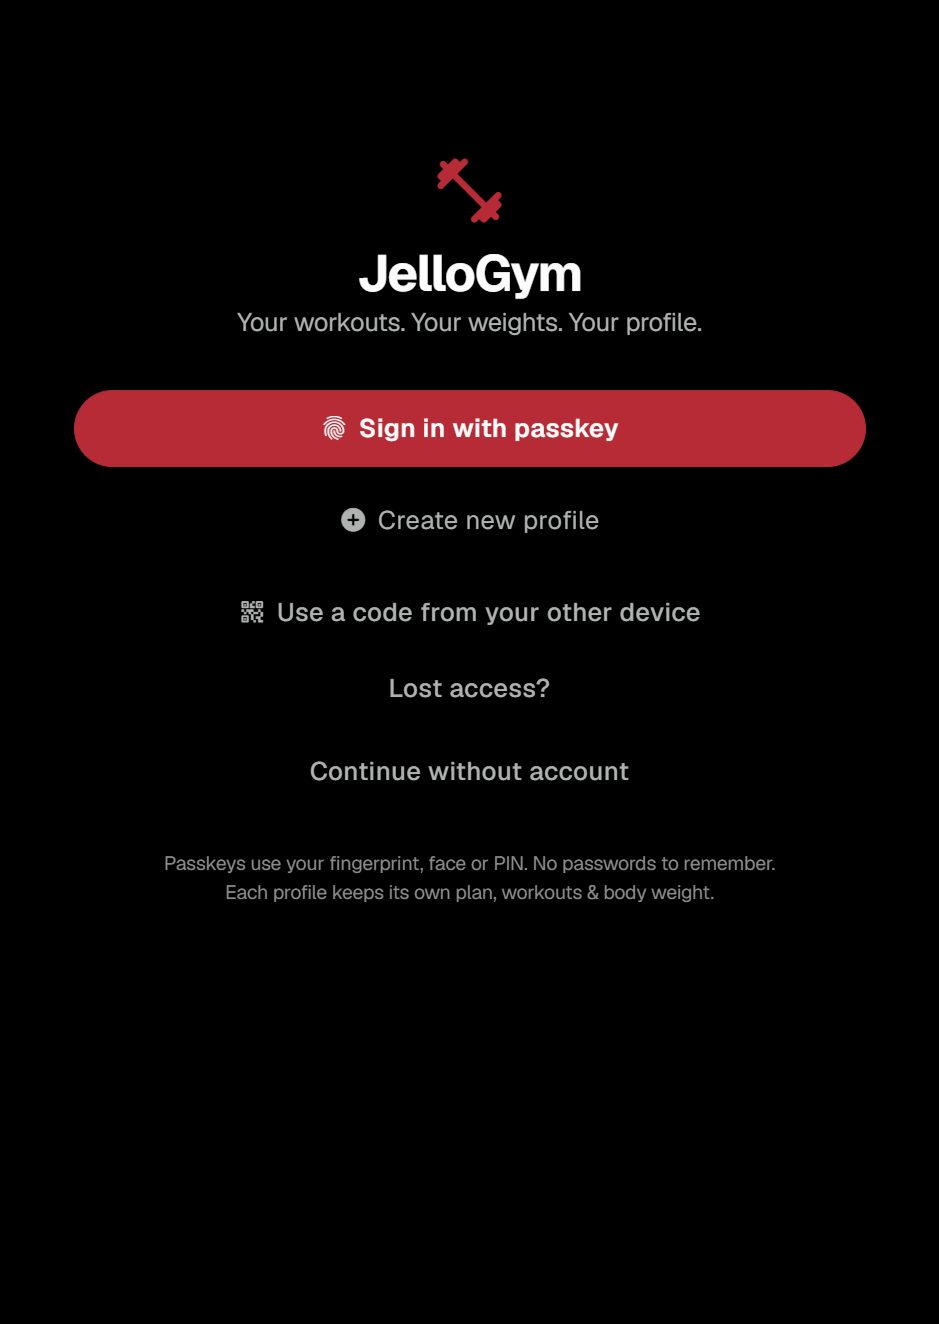 JelloGym
Your workouts. Your weights. Your profile.
Sign in with passkey
Create new profile
Use a code from your other device
Lost access?
Continue without account
Passkeys use your fingerprint, face or PIN. No passwords to remember.
Each profile keeps its own plan, workouts & body weight.